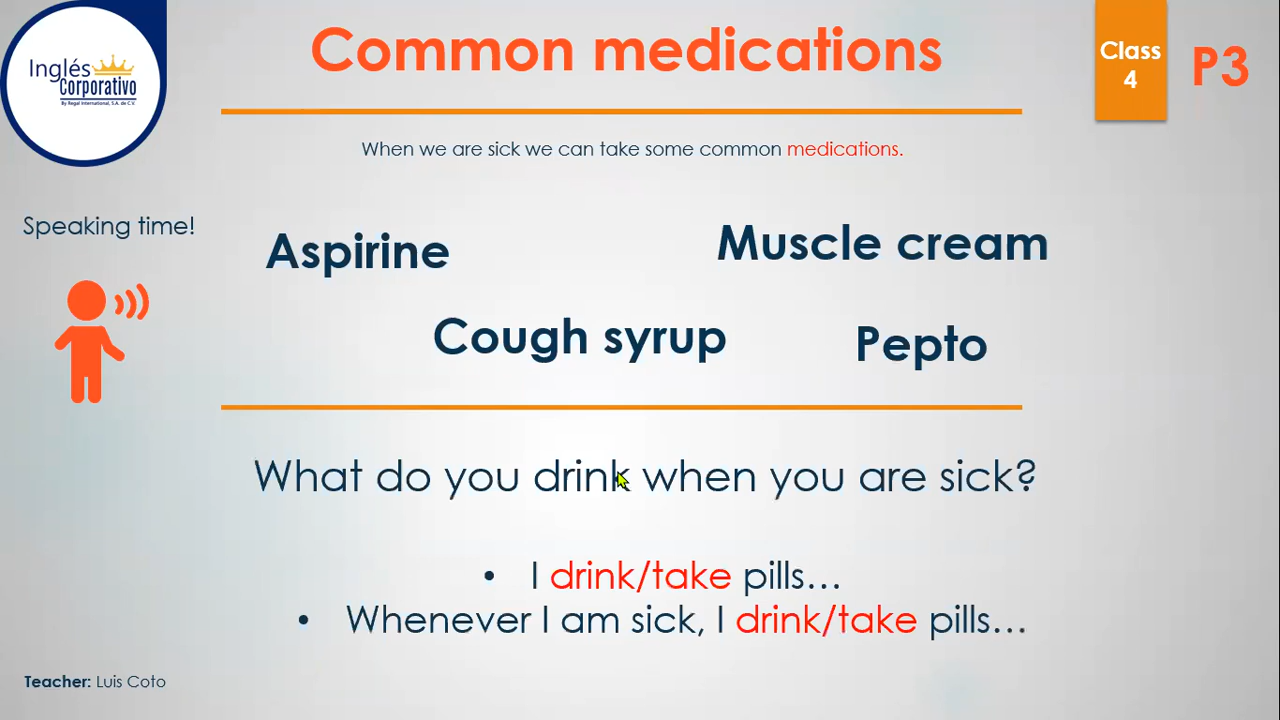 Inglés
Corporativo
By Regal International, S.A. de C.V.
Common medications
Class
4
P3
When we are sick we can take some common medications.
Speaking time!
Aspirine
Muscle cream
Cough syrup
Pepto
What do you drink when you are sick?
• I drink/take pills…
• Whenever I am sick, I drink/take pills…
Teacher: Luis Coto